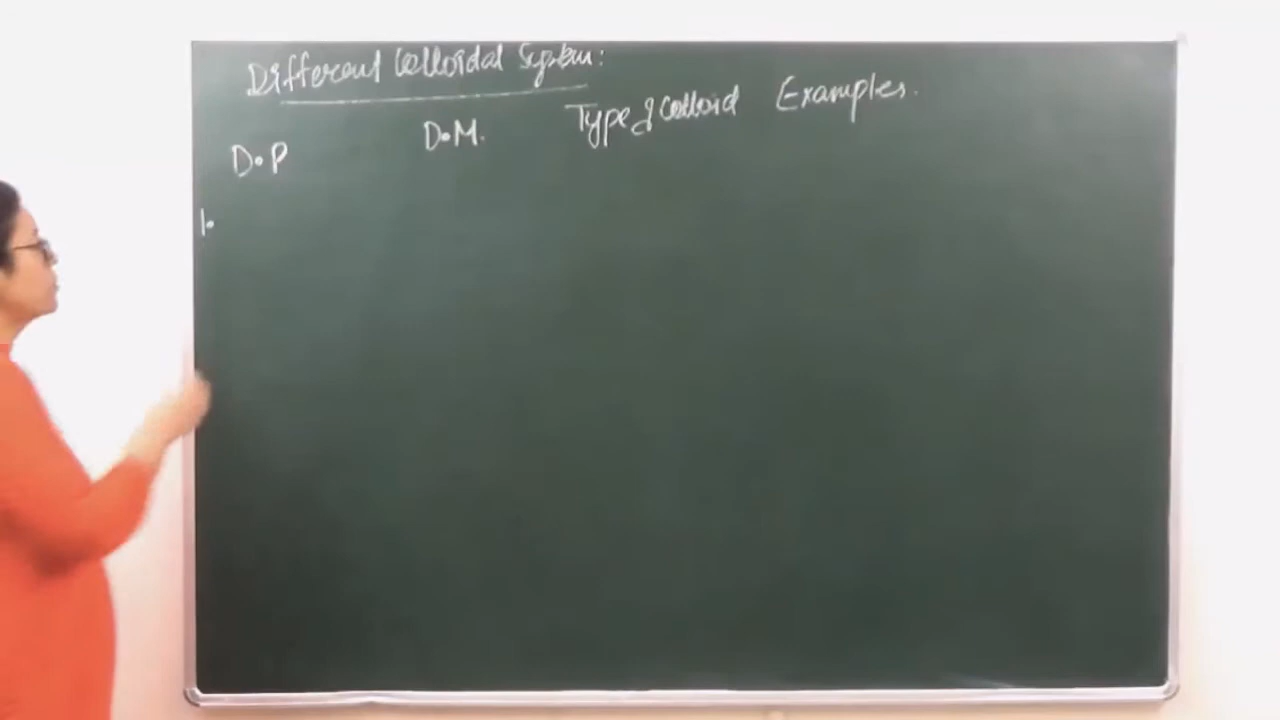 Different Colloidal System:
D.P D.M. Type of Colloid Examples.
1.